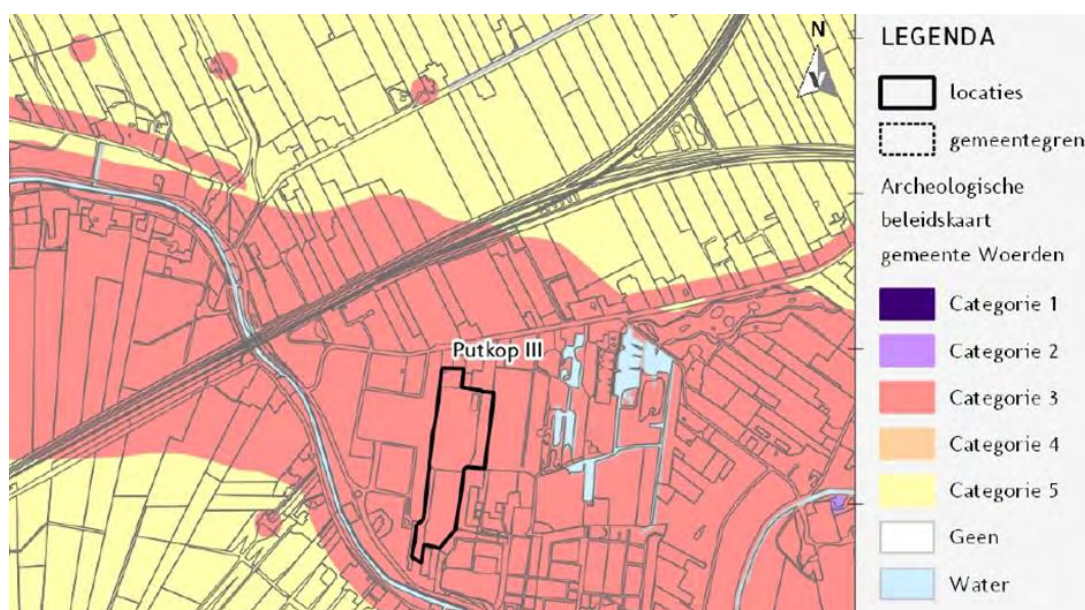 N
Putkop III
LEGENDA
locaties
gemeentegren
Archeologische
beleidskaart
gemeente Woerden
Categorie 1
Categorie 2
Categorie 3
Categorie 4
Categorie 5
Geen
Water